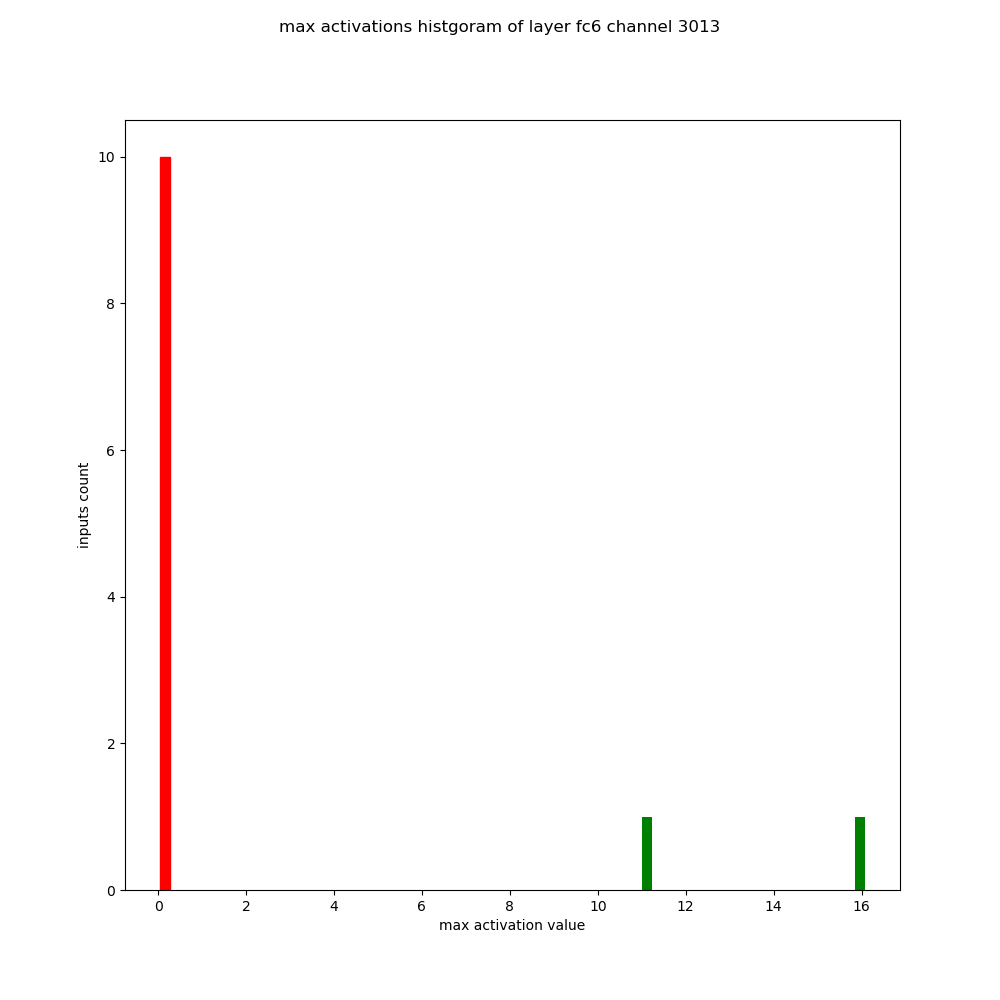 max activations histgoram of layer fc6 channel 3013
10
8
6
4
2
0
inputs count
0 2 4 6 8 10 12 14 16
max activation value